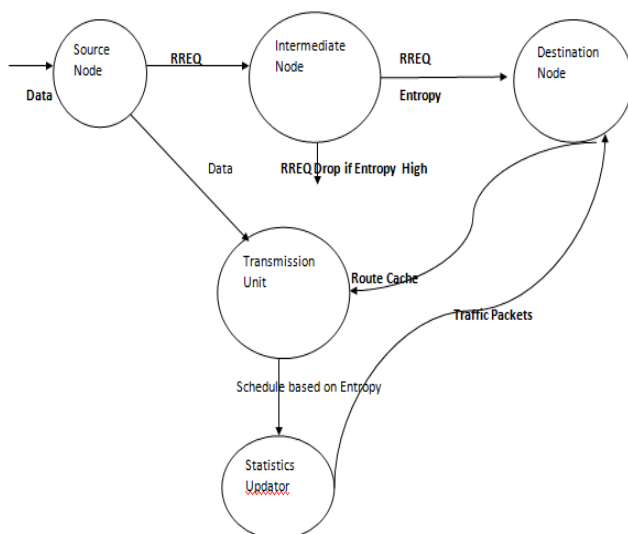 Source
Node
RREQ
Intermediate
Node
RREQ
Destination
Node
Data
Entropy
Data
RREQ Drop if Entropy High
Transmission
Unit
Route Cache
Traffic Packets
Schedule based on Entropy
Statistics
Updator